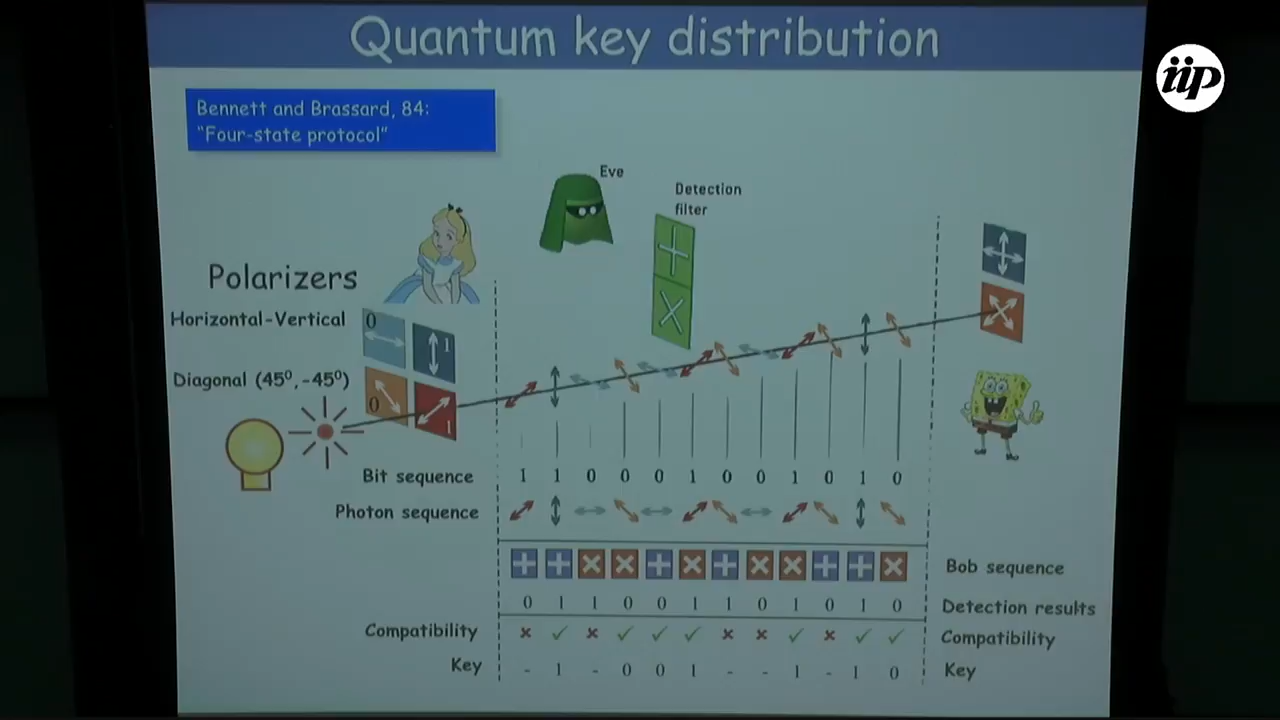 Quantum key distribution
iip
Bennett and Brassard, 84:
"Four-state protocol"
Eve
Detection
filter
Polarizers
Horizontal-Vertical
0
1
Diagonal (45⁰, -45⁰)
0
1
Bit sequence 1 1 0 0 0 1 0 0 1 0 1 0
Photon sequence
Bob sequence
0 1 1 0 0 1 1 0 1 0 1 0 Detection results
Compatibility × ✓ × ✓ ✓ ✓ × × ✓ × ✓ ✓ Compatibility
Key - 1 - 0 0 1 - - 1 - 1 0 Key